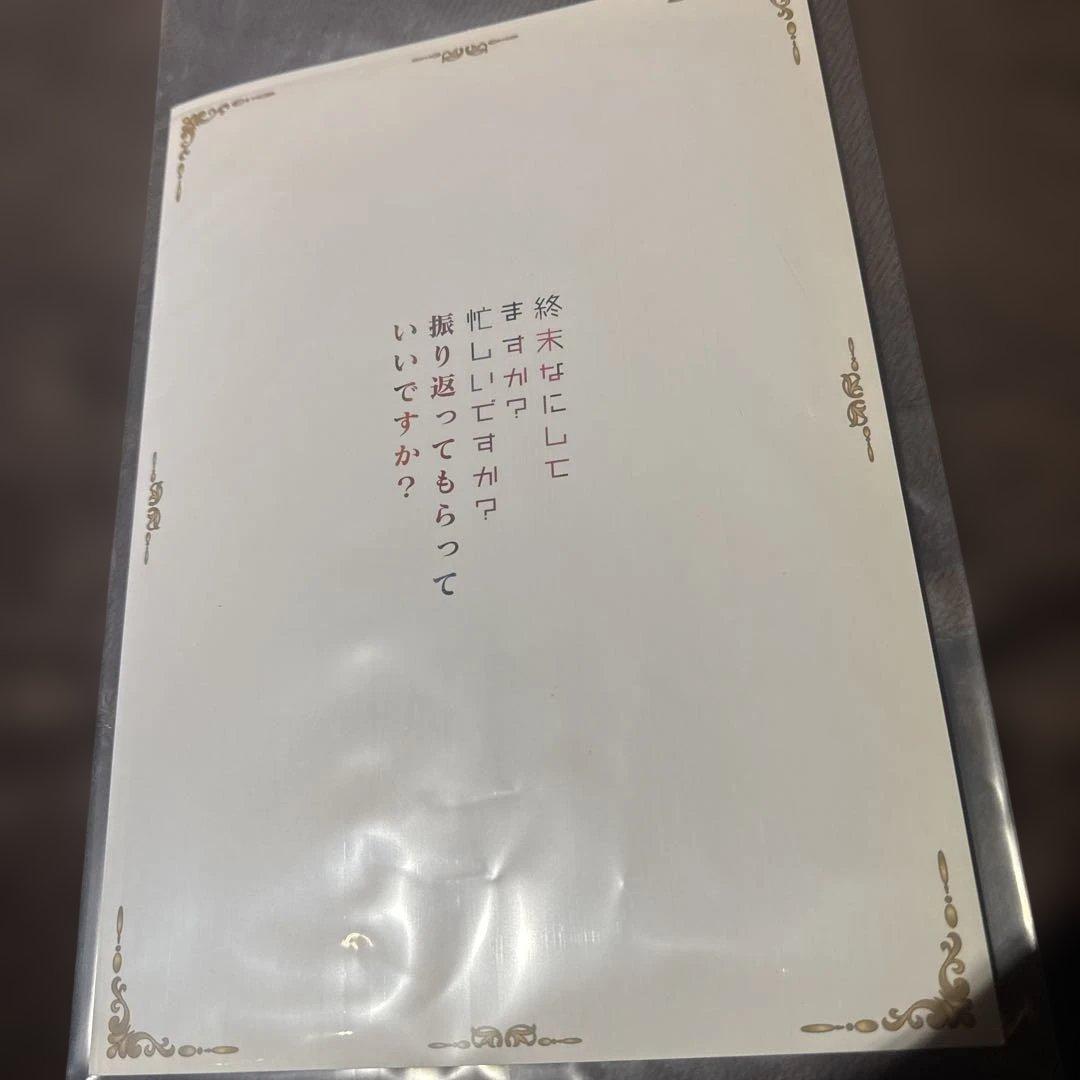 終末なにして
ますか？
忙しいですか？
振り返ってもらって
いいですか？